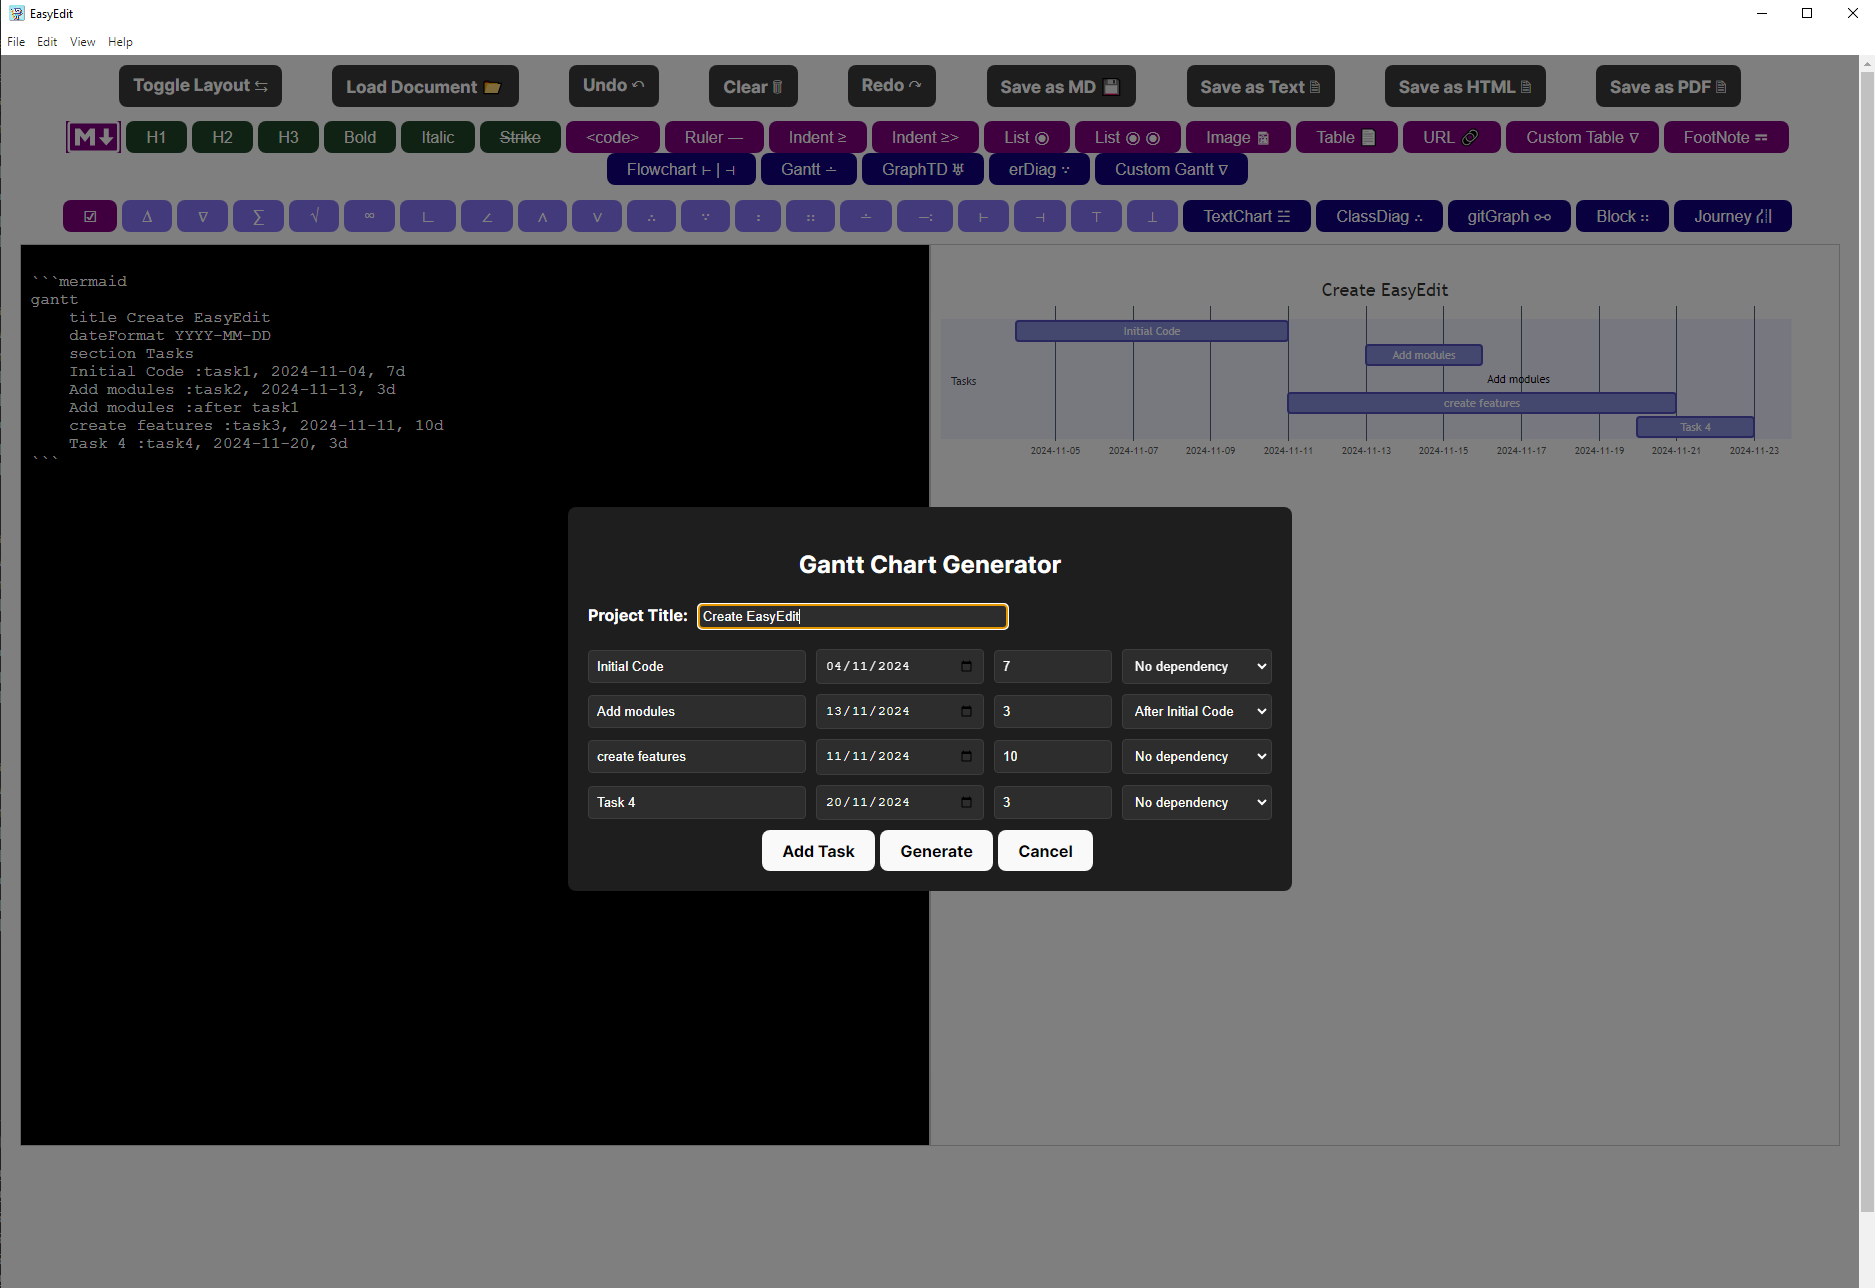 EasyEdit
File Edit View Help
Toggle Layout ⇆ Load Document Undo ↶ Clear Redo ↷ Save as MD Save as Text Save as HTML Save as PDF
M↓ H1 H2 H3 Bold Italic Strike <code> Ruler — Indent ≥ Indent ≥> List ◉ List ◉ ◉ Image Table URL Custom Table ∇ FootNote
Flowchart ⊢ | ⊣ Gantt ∸ GraphTD erDiag ∵ Custom Gantt ∇
☑ ∆ ∇ ∑ √ ∞ ∟ ∠ ∧ ∨ ∴ ∵ ∶ ∷ ∸ ∹ ⊢ ⊣ ⊤ ⊥ TextChart ☵ ClassDiag ∴ gitGraph Block ∷ Journey
```mermaid
gantt
title Create EasyEdit
dateFormat YYYY-MM-DD
section Tasks
Initial Code :task1, 2024-11-04, 7d
Add modules :task2, 2024-11-13, 3d
Add modules :after task1
create features :task3, 2024-11-11, 10d
Task 4 :task4, 2024-11-20, 3d
```
Create EasyEdit
Initial Code
Add modules
Tasks Add modules
create features
Task 4
2024-11-05 2024-11-07 2024-11-09 2024-11-11 2024-11-13 2024-11-15 2024-11-17 2024-11-19 2024-11-21 2024-11-23
Gantt Chart Generator
Project Title: Create EasyEdit
Initial Code 04/11/2024 7 No dependency
Add modules 13/11/2024 3 After Initial Code
create features 11/11/2024 10 No dependency
Task 4 20/11/2024 3 No dependency
Add Task Generate Cancel